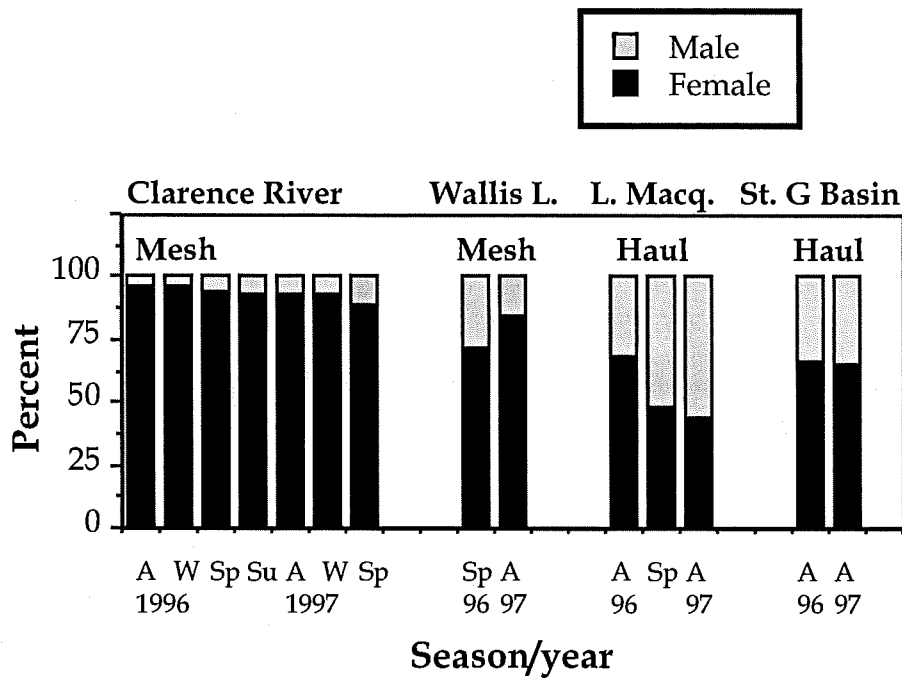 Male
Female
Clarence River Wallis L. L. Macq. St. G Basin
Mesh Mesh Haul Haul
100
75
50
25
0
Percent
A W Sp Su A W Sp Sp A A Sp A A A
1996 1997 96 97 96 97 96 97
Season/year